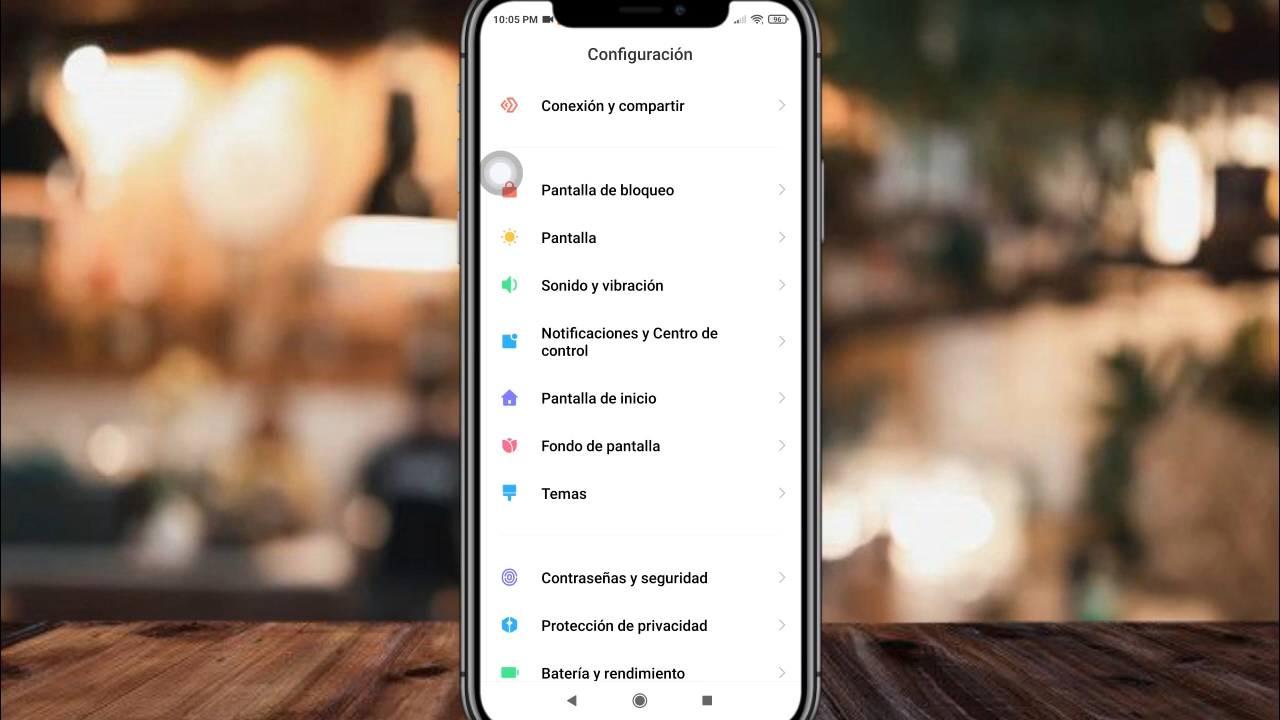 10:05 PM
96
Configuración
Conexión y compartir
Pantalla de bloqueo
Pantalla
Sonido y vibración
Notificaciones y Centro de
control
Pantalla de inicio
Fondo de pantalla
Temas
Contraseñas y seguridad
Protección de privacidad
Batería y rendimiento